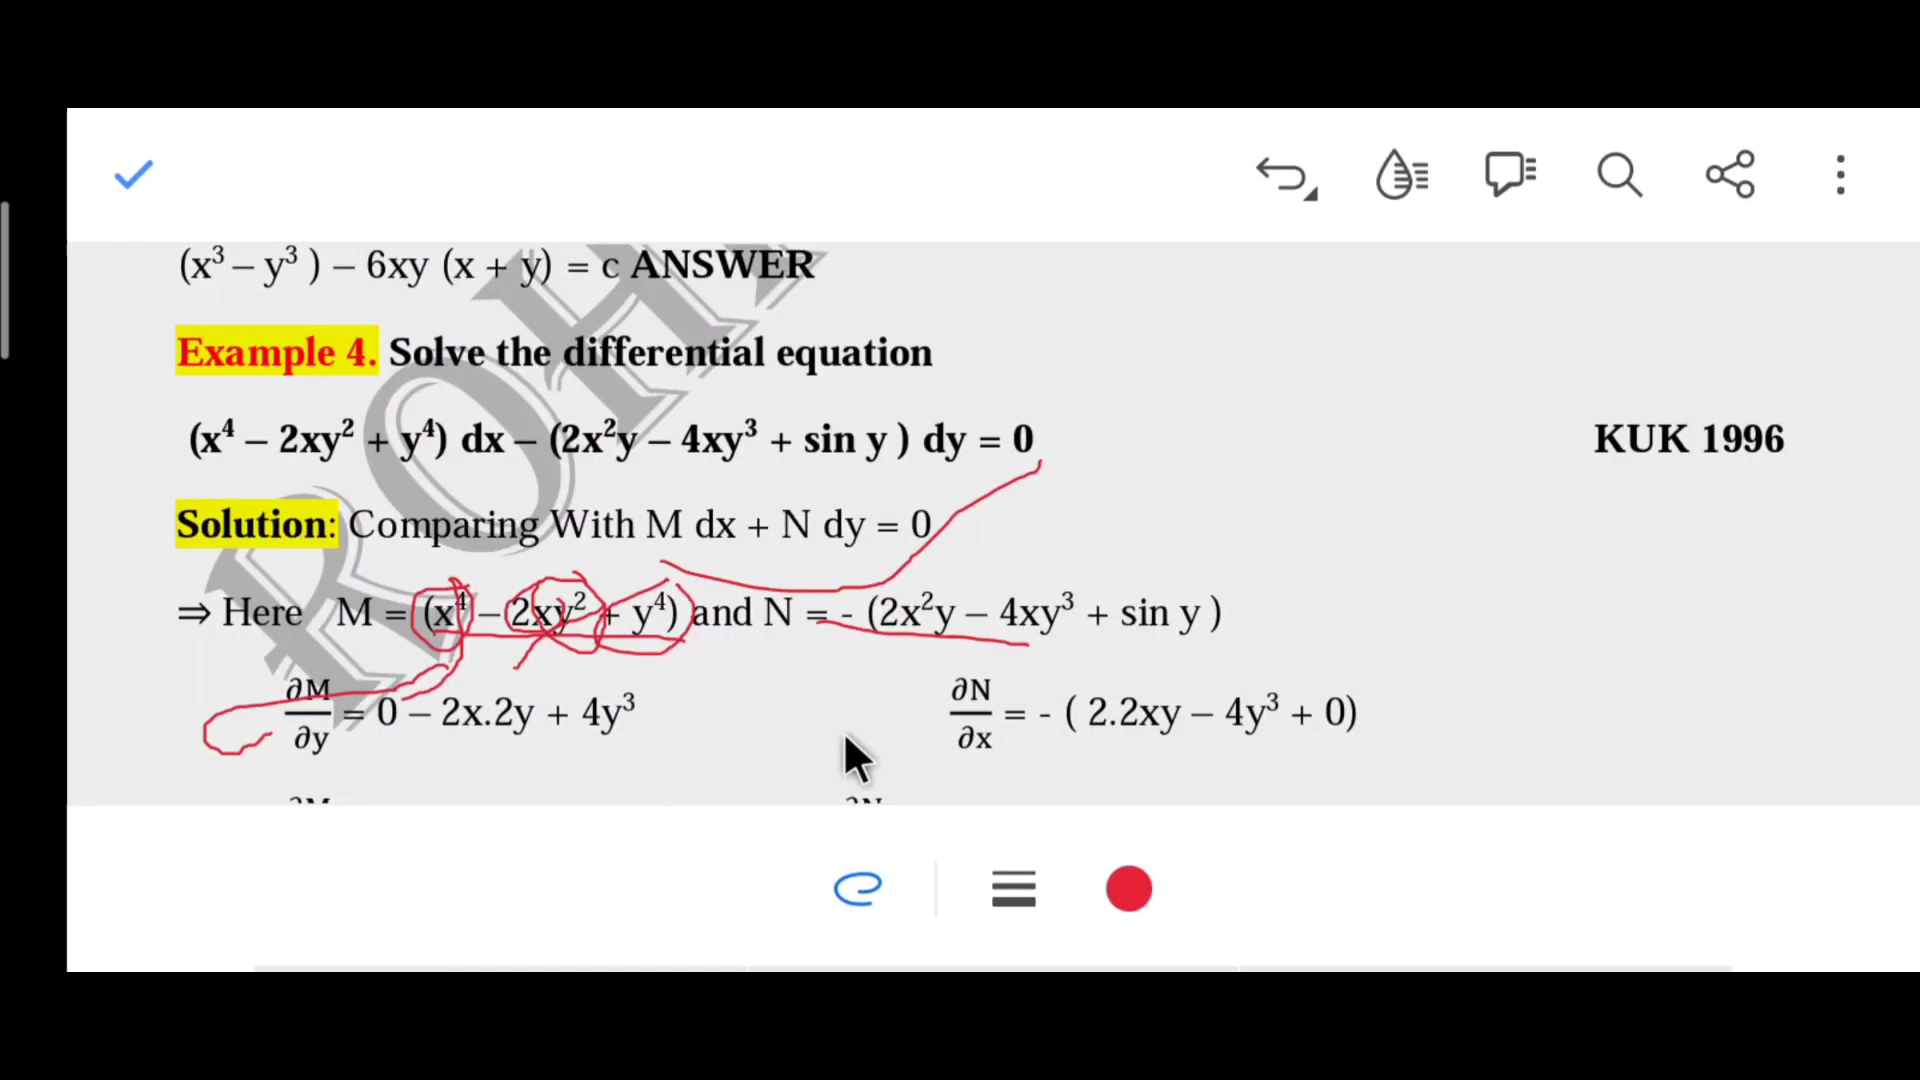 (x³ – y³ ) – 6xy (x + y) = c ANSWER
Example 4. Solve the differential equation
(x⁴ – 2xy² + y⁴) dx – (2x²y – 4xy³ + sin y ) dy = 0 KUK 1996
Solution: Comparing With M dx + N dy = 0
⇒ Here M = (x⁴ – 2xy² + y⁴) and N = - (2x²y – 4xy³ + sin y )
∂M/∂y = 0 – 2x.2y + 4y³ ∂N/∂x = - ( 2.2xy – 4y³ + 0)